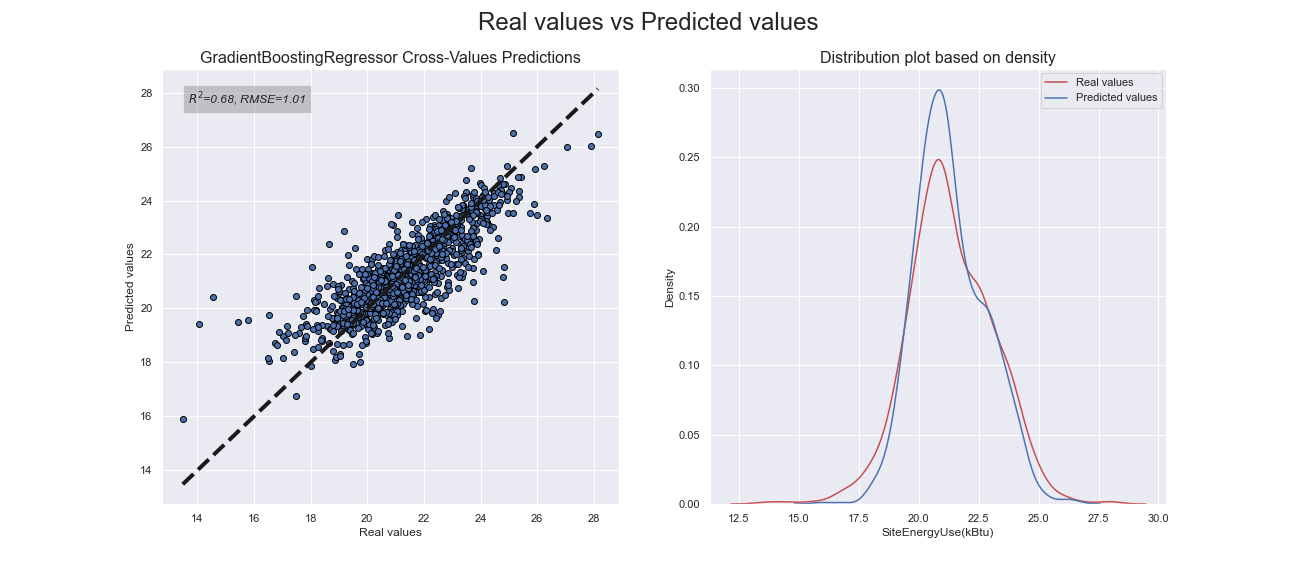 Real values vs Predicted values
GradientBoostingRegressor Cross-Values Predictions
R²=0.68, RMSE=1.01
28
26
24
22
20
18
16
14
Predicted values
14 16 18 20 22 24 26 28
Real values
Distribution plot based on density
Real values
Predicted values
0.30
0.25
0.20
0.15
0.10
0.05
0.00
Density
12.5 15.0 17.5 20.0 22.5 25.0 27.5 30.0
SiteEnergyUse(kBtu)